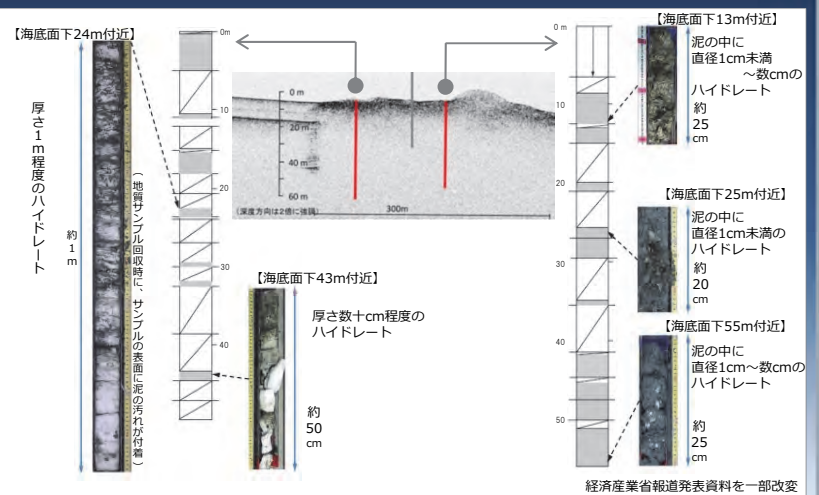 【海底面下24m付近】
厚さ1m程度のハイドレート
約1m
（地質サンプル回収時に、サンプルの表面に泥の汚れが付着）
0m
10
20
30
40
【海底面下43m付近】
厚さ数十cm程度の
ハイドレート
約
50
cm
0 m
20 m
40 m
60 m
(深度方向は2倍に強調)
300m
0 m
10
20
30
40
50
【海底面下13m付近】
泥の中に
直径1cm未満
～数cmの
ハイドレート
約
25
cm
【海底面下25m付近】
泥の中に
直径1cm未満の
ハイドレート
約
20
cm
【海底面下55m付近】
泥の中に
直径1cm～数cmの
ハイドレート
約
25
cm
経済産業省報道発表資料を一部改変